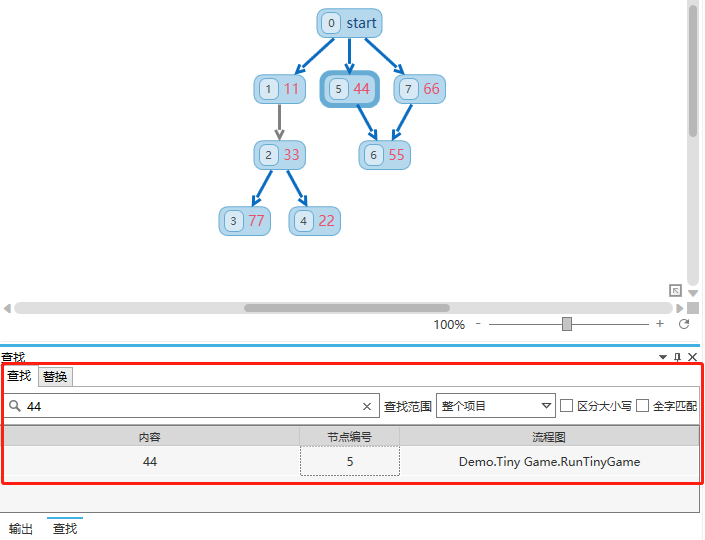 0 start
1 11
5 44
7 66
2 33
6 55
3 77
4 22
100% - +
查找
查找 替换
44 查找范围 整个项目 区分大小写 全字匹配
内容 节点编号 流程图
44 5 Demo.Tiny Game.RunTinyGame
输出 查找